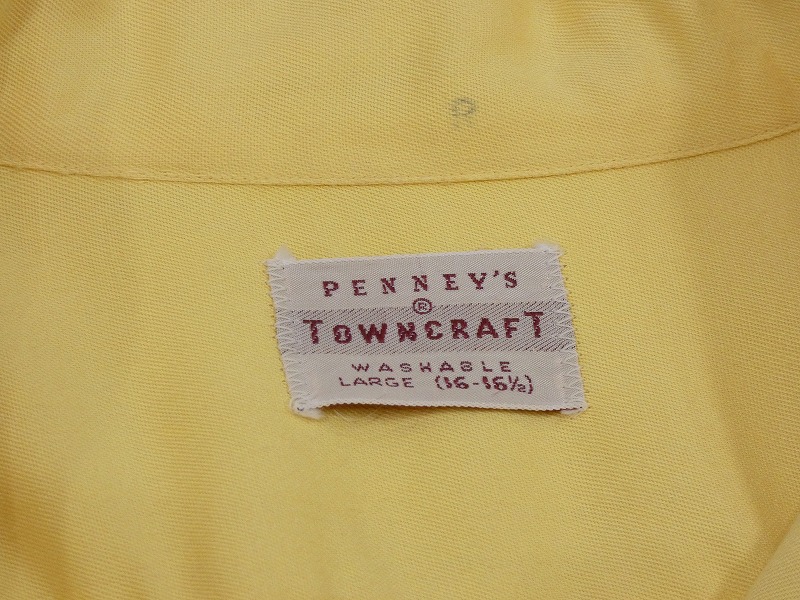 PENNEY'S
®
TOWNCRAFT
WASHABLE
LARGE (16-16½)